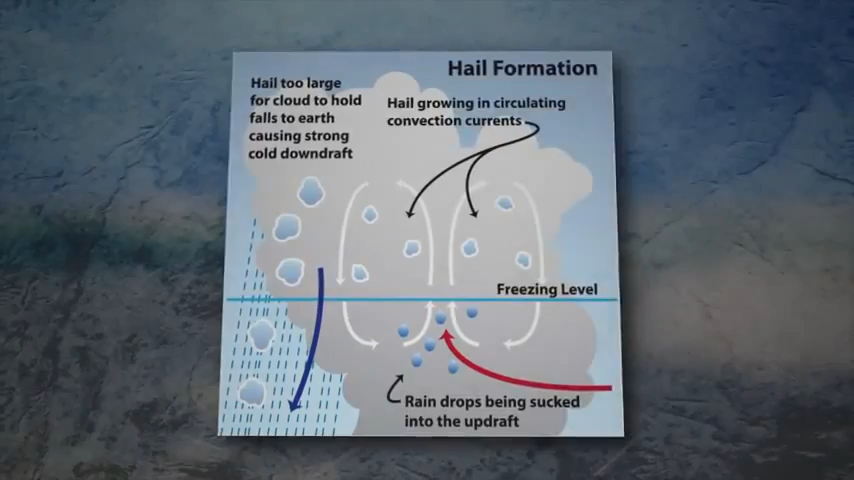 Hail Formation
Hail too large
for cloud to hold
falls to earth
causing strong
cold downdraft
Hail growing in circulating
convection currents
Freezing Level
Rain drops being sucked
into the updraft